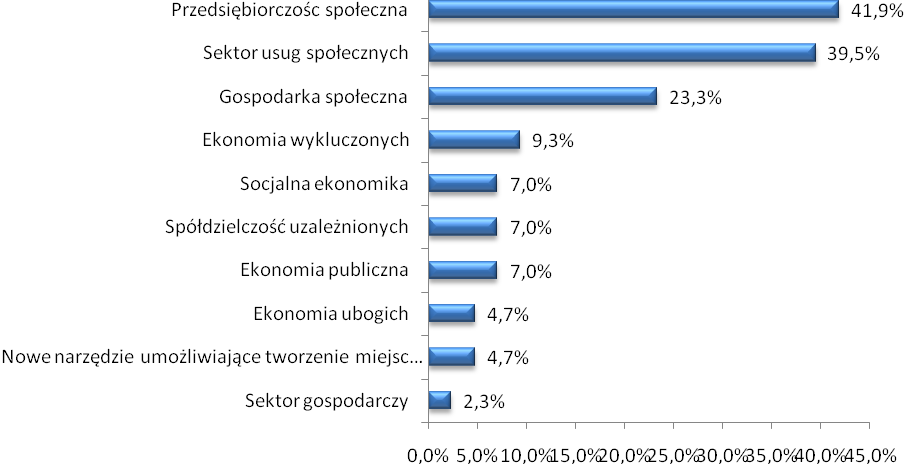 Przedsiębiorczośc społeczna 41,9%
Sektor usug społecznych 39,5%
Gospodarka społeczna 23,3%
Ekonomia wykluczonych 9,3%
Socjalna ekonomika 7,0%
Spółdzielczość uzależnionych 7,0%
Ekonomia publiczna 7,0%
Ekonomia ubogich 4,7%
Nowe narzędzie umożliwiające tworzenie miejsc... 4,7%
Sektor gospodarczy 2,3%
0,0% 5,0% 10,0% 15,0% 20,0% 25,0% 30,0% 35,0% 40,0% 45,0%